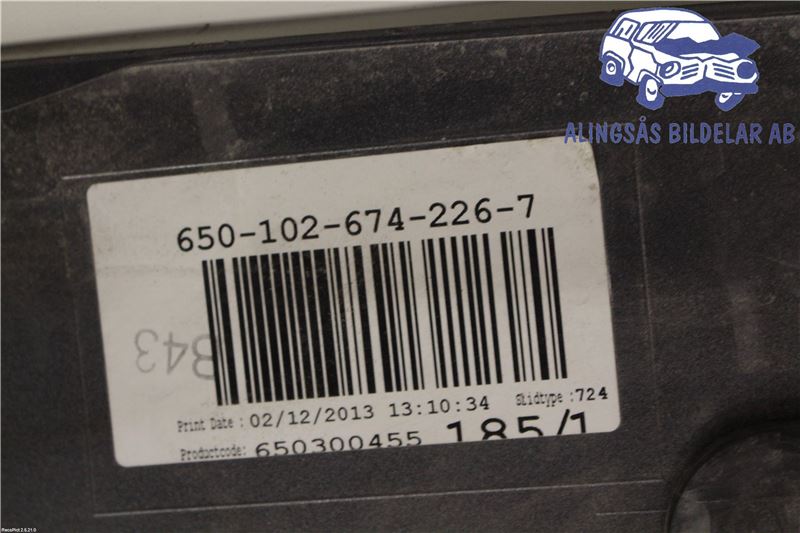 ALINGSÅS BILDELAR AB
650-102-674-226-7
B43
Print Date : 02/12/2013 13:10:34 Skidtype :724
Productcode: 650300455 185/1